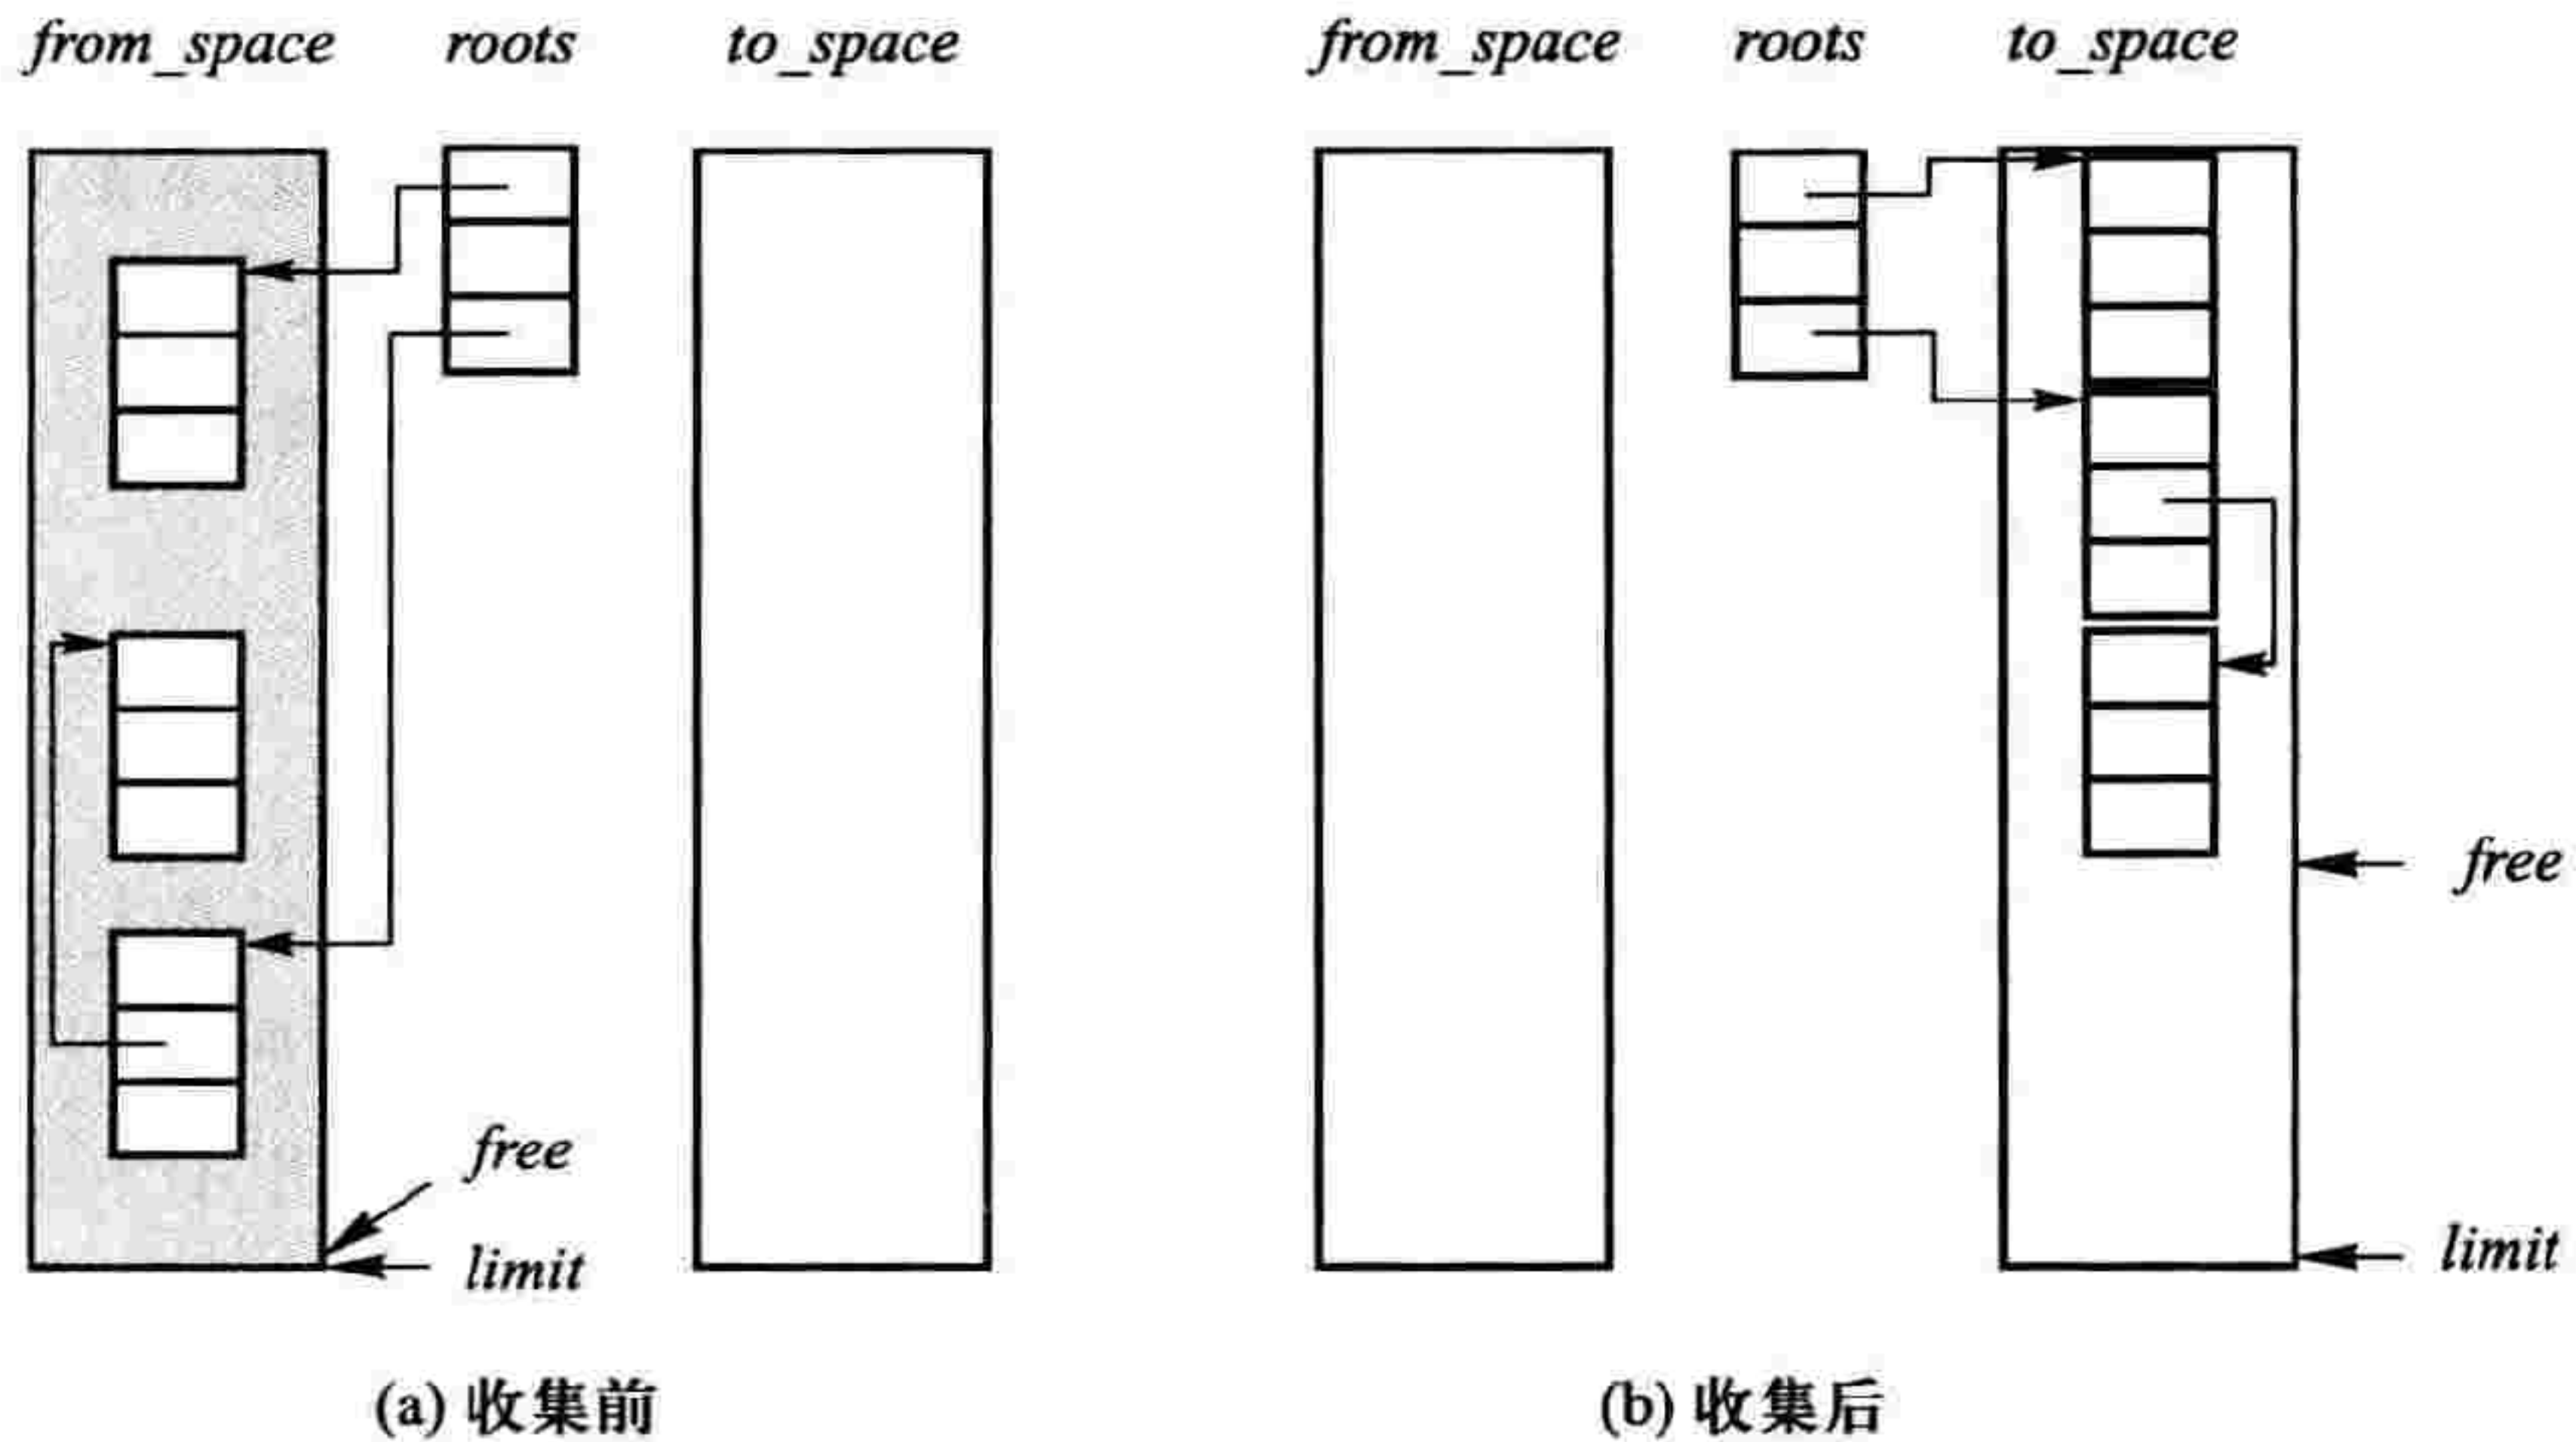 from_space roots to_space from_space roots to_space
free
free
limit
limit
(a) 收集前 (b) 收集后